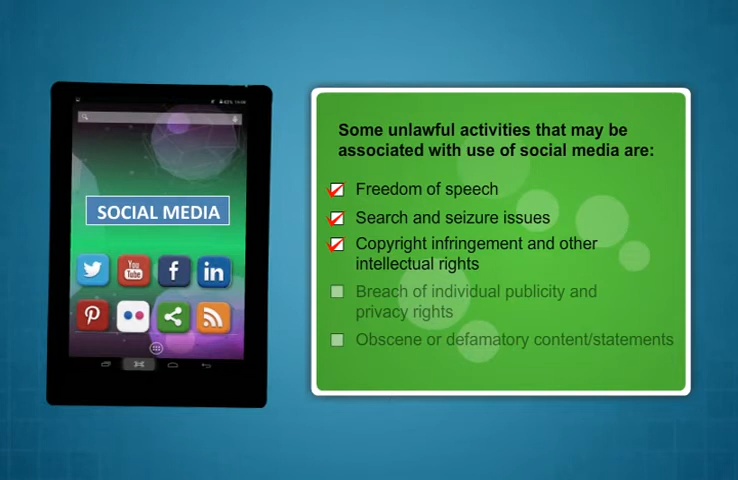 SOCIAL MEDIA
You
Tube
Some unlawful activities that may be
associated with use of social media are:
Freedom of speech
Search and seizure issues
Copyright infringement and other
intellectual rights
Breach of individual publicity and
privacy rights
Obscene or defamatory content/statements